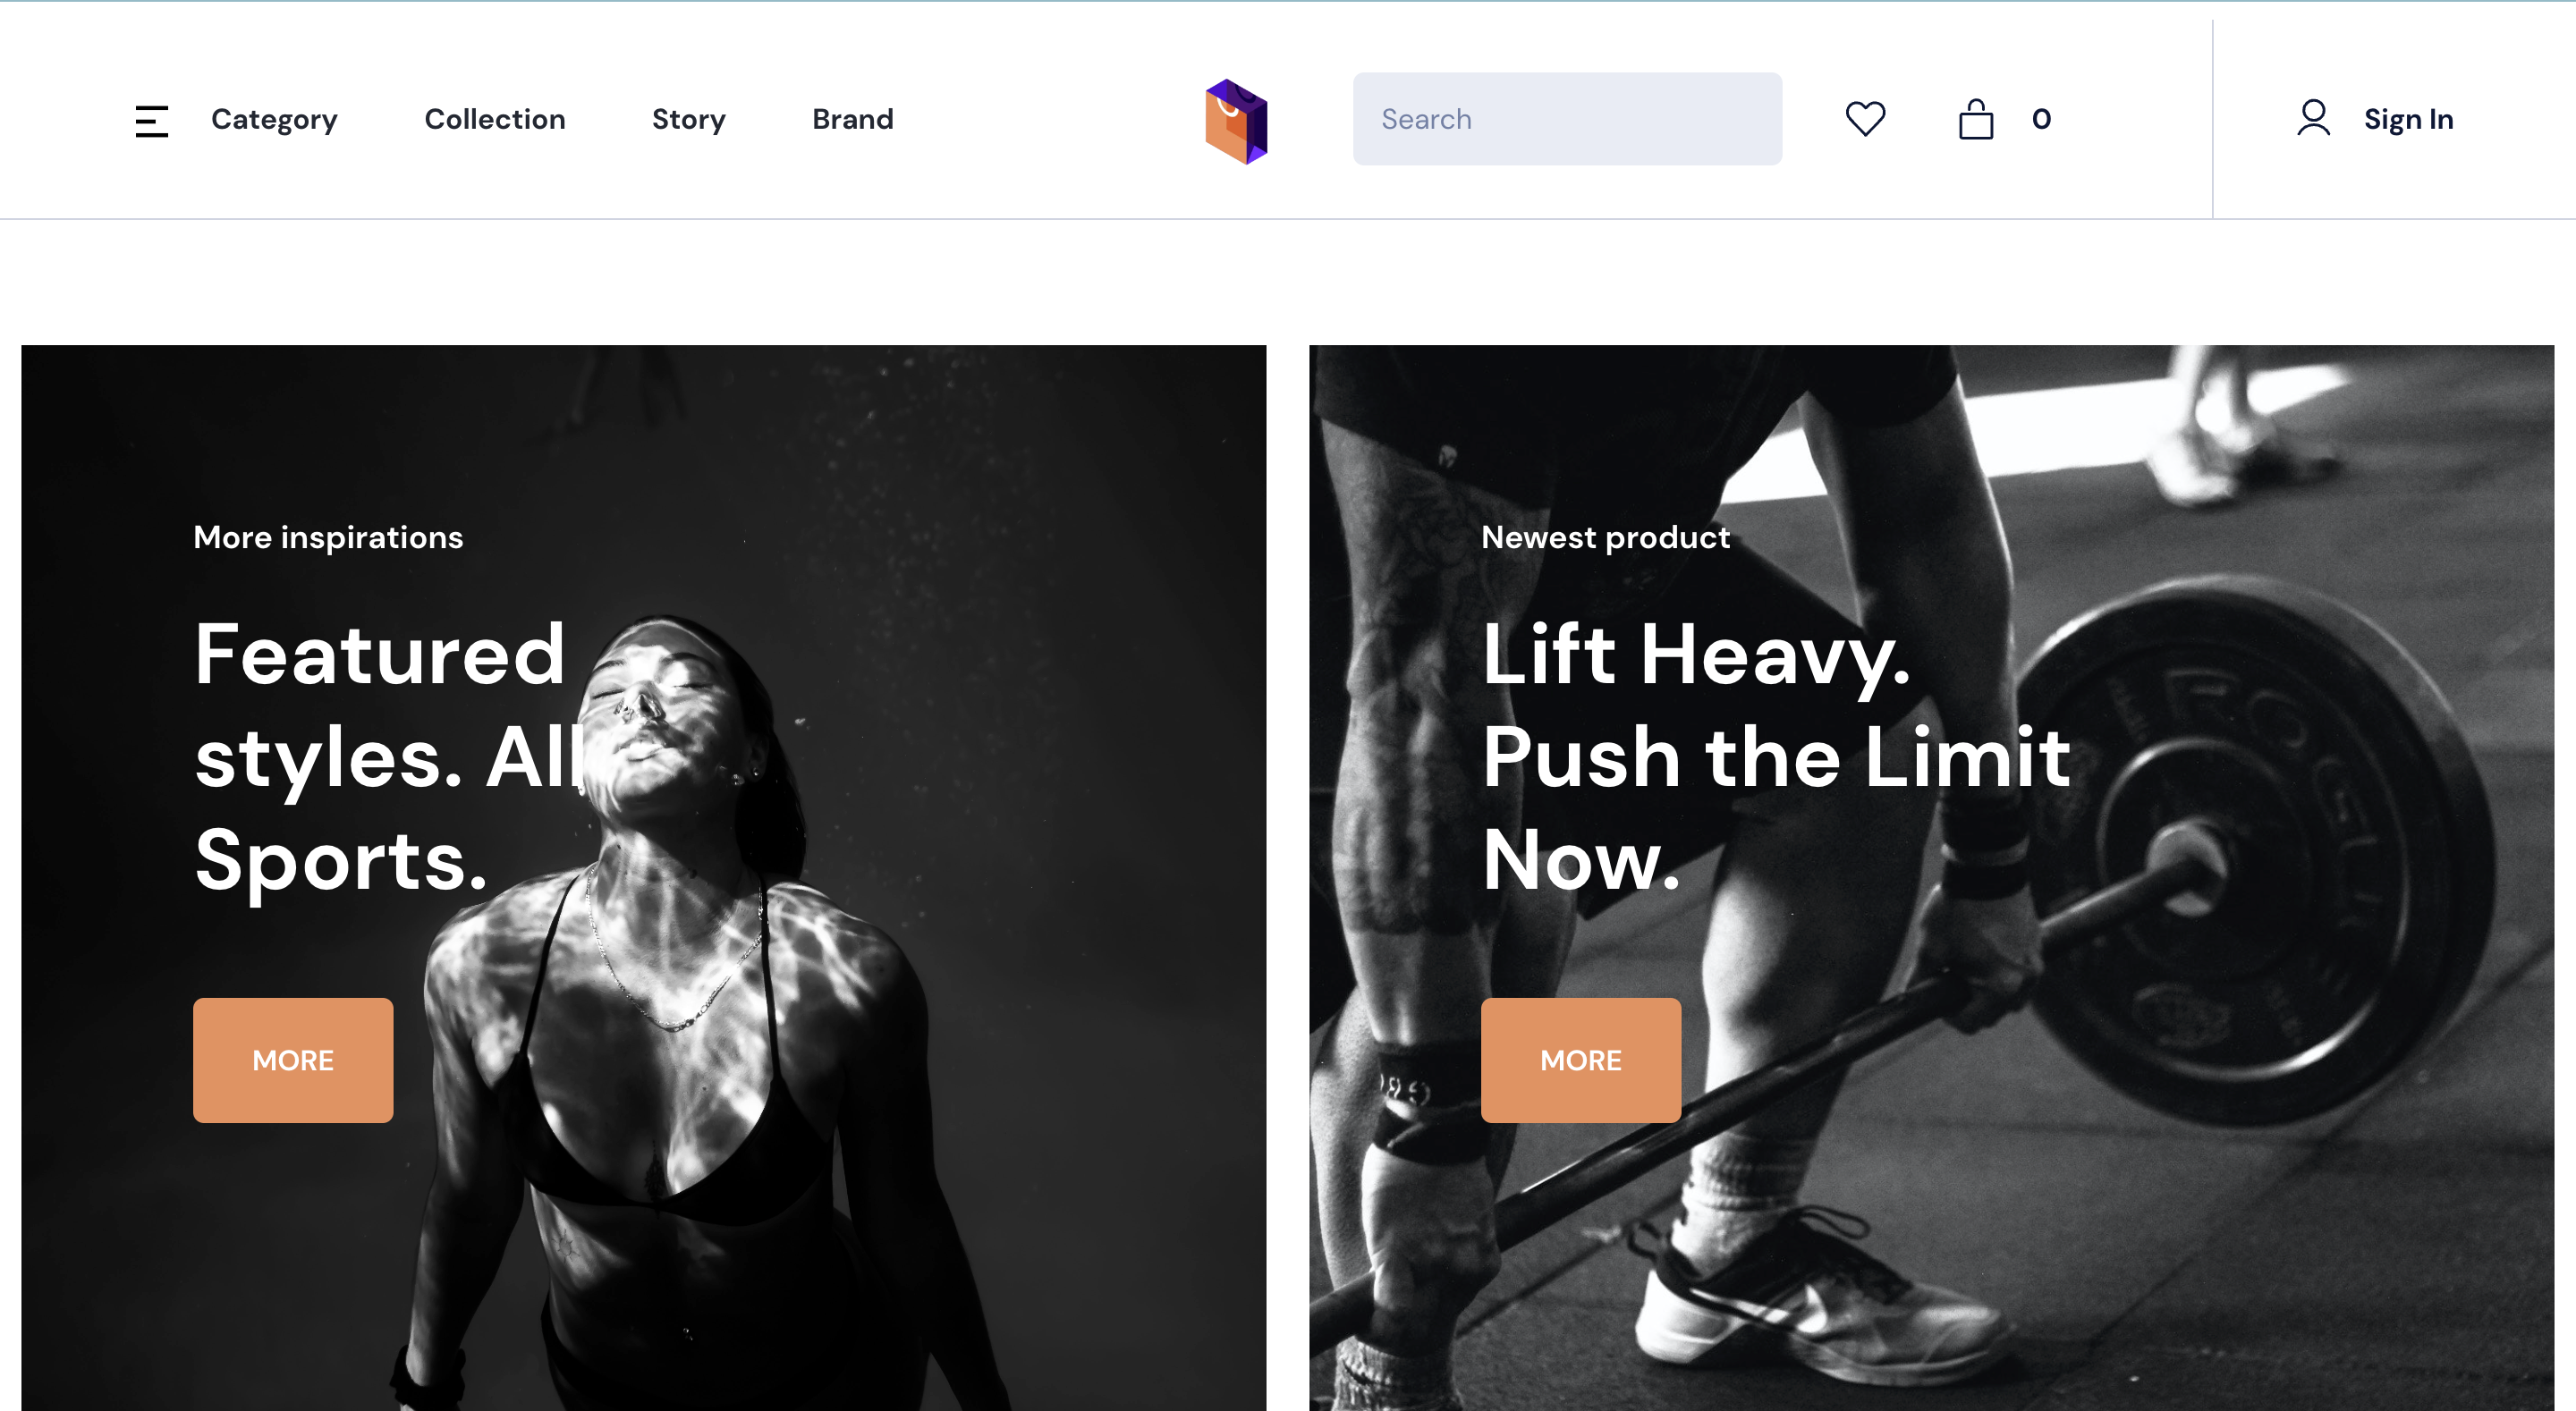 Category
Collection
Story
Brand
Search
0
Sign In
More inspirations
Featured
styles. All
Sports.
MORE
Newest product
Lift Heavy.
Push the Limit
Now.
MORE
ROGUE